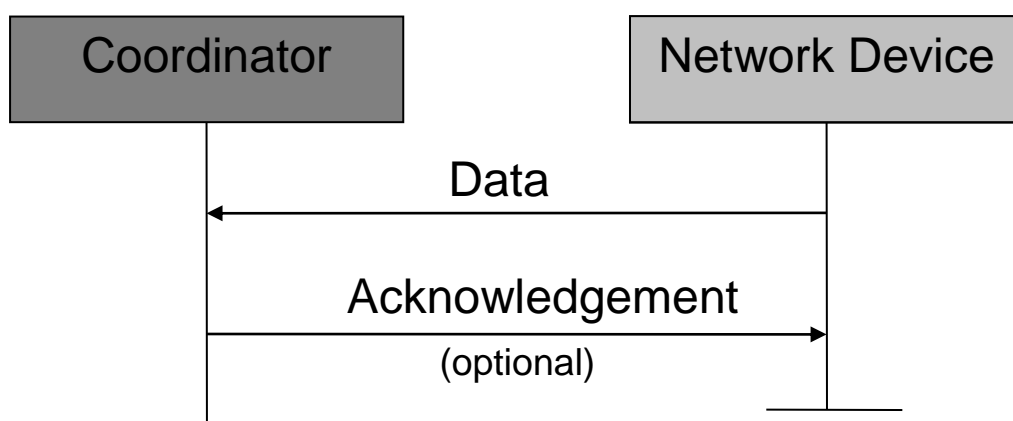 Coordinator
Network Device
Data
Acknowledgement
(optional)